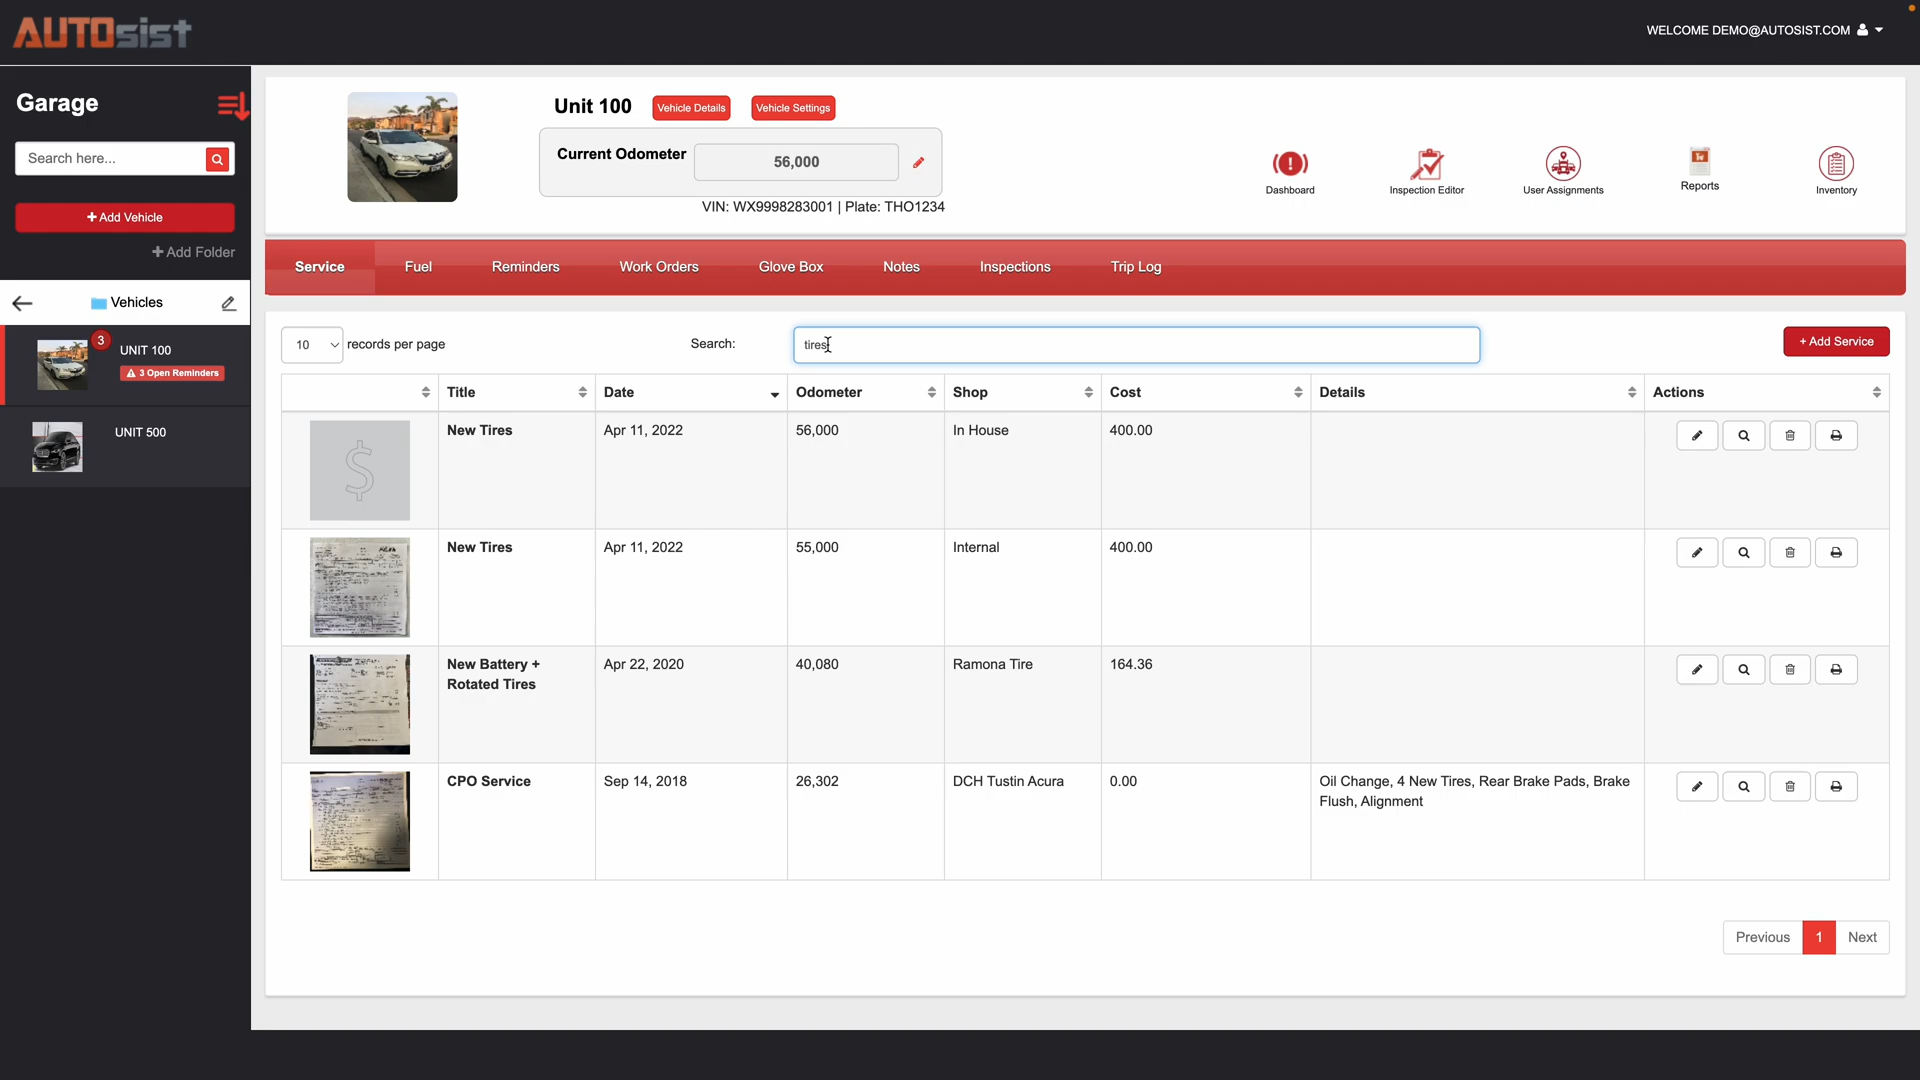 AUTOsist
WELCOME DEMO@AUTOSIST.COM
Garage
Search here...
+ Add Vehicle
+ Add Folder
Vehicles
3
UNIT 100
3 Open Reminders
UNIT 500
Unit 100
Vehicle Details
Vehicle Settings
Current Odometer
56,000
VIN: WX9998283001 | Plate: THO1234
Dashboard
Inspection Editor
User Assignments
Reports
Inventory
Service Fuel Reminders Work Orders Glove Box Notes Inspections Trip Log
10 records per page
Search:
tires
+ Add Service
Title Date Odometer Shop Cost Details Actions
$
New Tires Apr 11, 2022 56,000 In House 400.00
New Tires Apr 11, 2022 55,000 Internal 400.00
New Battery + Apr 22, 2020 40,080 Ramona Tire 164.36
Rotated Tires
CPO Service Sep 14, 2018 26,302 DCH Tustin Acura 0.00 Oil Change, 4 New Tires, Rear Brake Pads, Brake
Flush, Alignment
Previous 1 Next